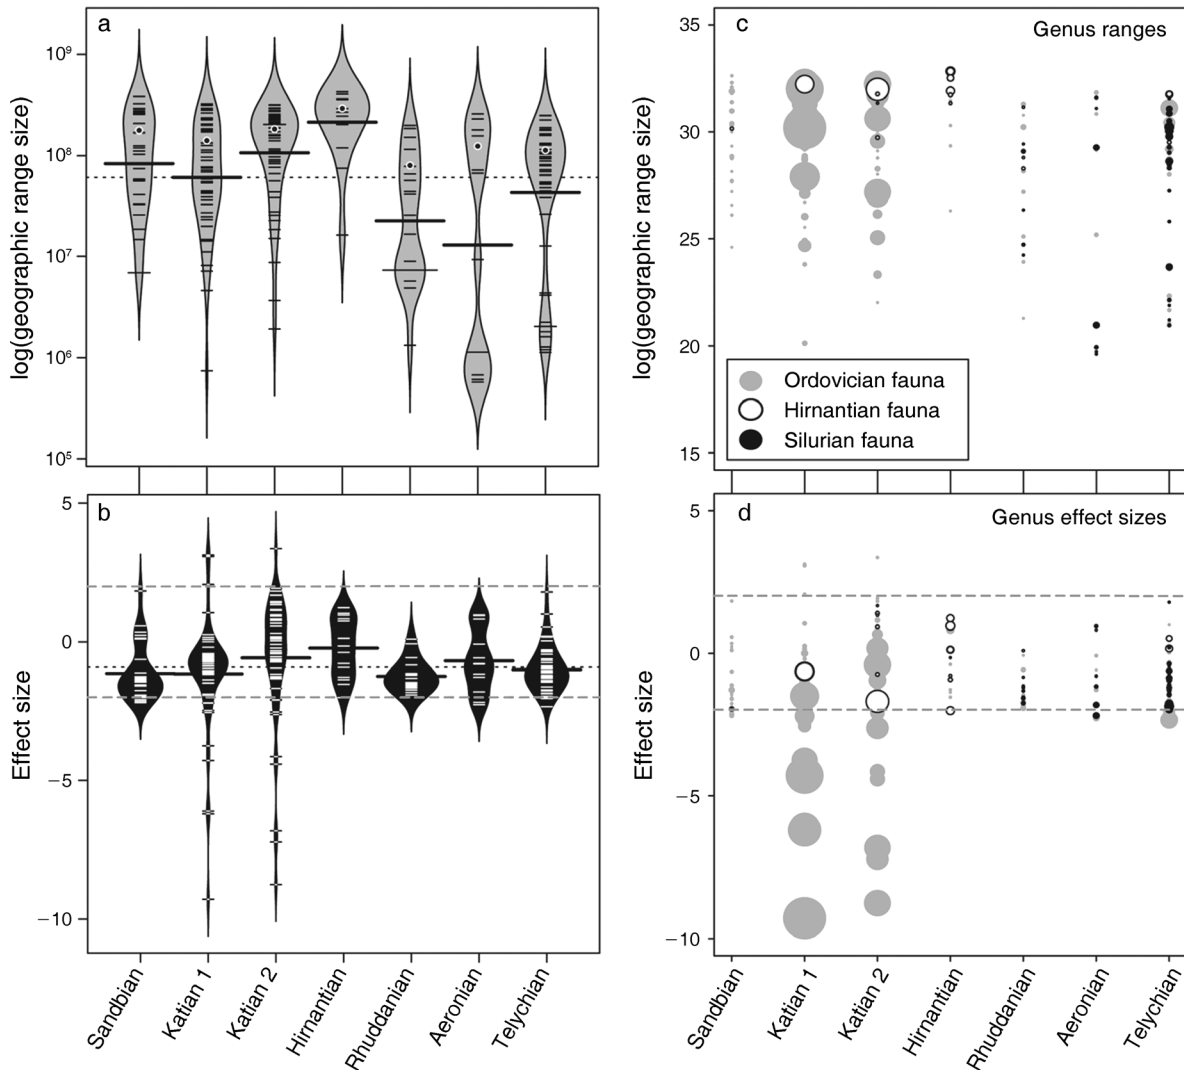 a
10⁹
10⁸
10⁷
10⁶
10⁵
log(geographic range size)
b
5
0
−5
−10
Effect size
Sandbian
Katian 1
Katian 2
Hirnantian
Rhuddanian
Aeronian
Telychian
c
Genus ranges
35
30
25
20
15
log(geographic range size)
Ordovician fauna
Hirnantian fauna
Silurian fauna
d
Genus effect sizes
5
0
−5
−10
Effect size
Sandbian
Katian 1
Katian 2
Hirnantian
Rhuddanian
Aeronian
Telychian